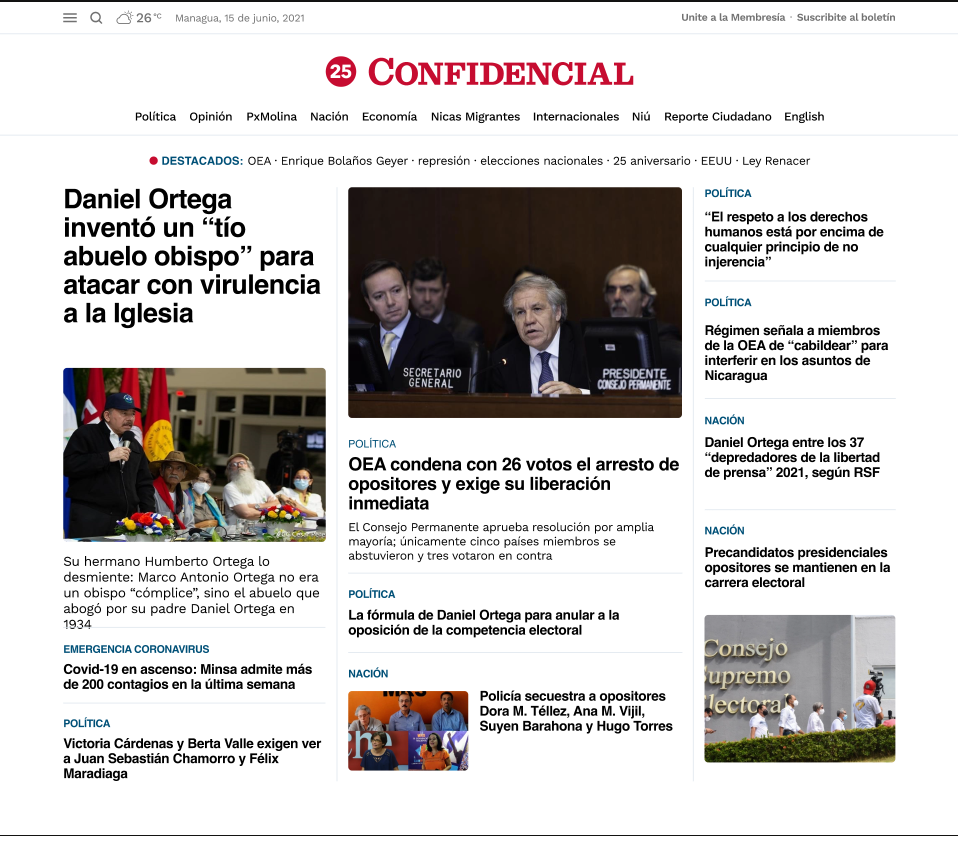 26 °C Managua, 15 de junio, 2021
Unite a la Membresía · Suscribite al boletín
25 CONFIDENCIAL
Política Opinión PxMolina Nación Economía Nicas Migrantes Internacionales Niú Reporte Ciudadano English
DESTACADOS: OEA · Enrique Bolaños Geyer · represión · elecciones nacionales · 25 aniversario · EEUU · Ley Renacer
Daniel Ortega
inventó un “tío
abuelo obispo” para
atacar con virulencia
a la Iglesia
Su hermano Humberto Ortega lo
desmiente: Marco Antonio Ortega no era
un obispo “cómplice”, sino el abuelo que
abogó por su padre Daniel Ortega en
1934
EMERGENCIA CORONAVIRUS
Covid-19 en ascenso: Minsa admite más
de 200 contagios en la última semana
POLÍTICA
Victoria Cárdenas y Berta Valle exigen ver
a Juan Sebastián Chamorro y Félix
Maradiaga
SECRETARIO
GENERAL
PRESIDENTE
CONSEJO PERMANENTE
POLÍTICA
OEA condena con 26 votos el arresto de
opositores y exige su liberación
inmediata
El Consejo Permanente aprueba resolución por amplia
mayoría; únicamente cinco países miembros se
abstuvieron y tres votaron en contra
POLÍTICA
La fórmula de Daniel Ortega para anular a la
oposición de la competencia electoral
NACIÓN
Policía secuestra a opositores
Dora M. Téllez, Ana M. Vijil,
Suyen Barahona y Hugo Torres
POLÍTICA
“El respeto a los derechos
humanos está por encima de
cualquier principio de no
injerencia”
POLÍTICA
Régimen señala a miembros
de la OEA de “cabildear” para
interferir en los asuntos de
Nicaragua
NACIÓN
Daniel Ortega entre los 37
“depredadores de la libertad
de prensa” 2021, según RSF
NACIÓN
Precandidatos presidenciales
opositores se mantienen en la
carrera electoral
Consejo
upremo
lectora